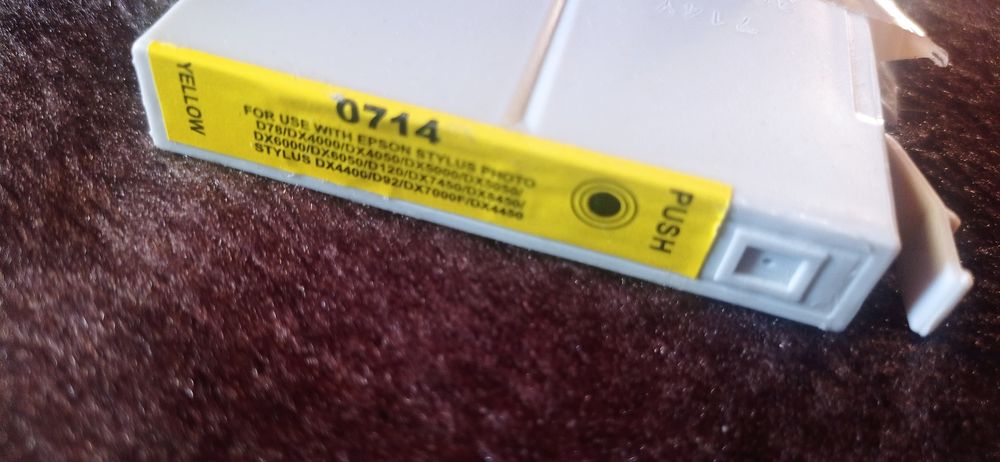 YELLOW
0714
FOR USE WITH EPSON STYLUS PHOTO
D78/DX4000/DX4050/DX5000/DX5050/
DX6000/DX6050/D120/DX7450/DX8450/
STYLUS DX4400/D92/DX7000F/DX4450
PUSH